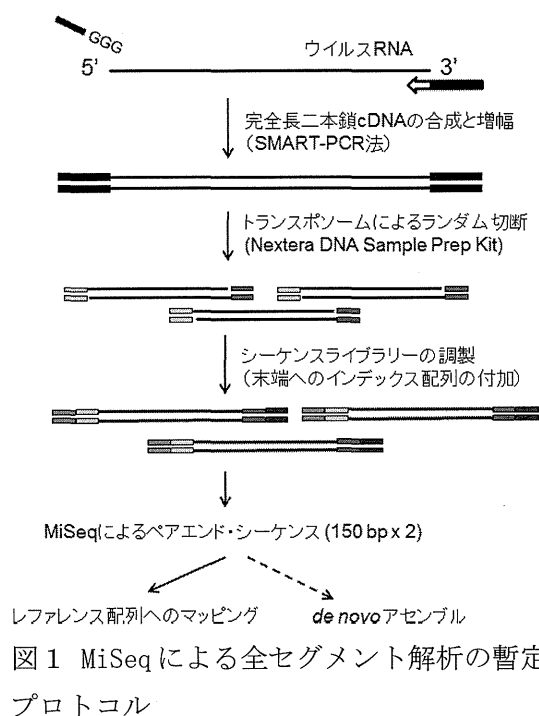 GGG
ウイルスRNA
5’
3’
完全長二本鎖cDNAの合成と増幅
(SMART-PCR法)
トランスポソームによるランダム切断
(Nextera DNA Sample Prep Kit)
シーケンスライブラリーの調製
(末端へのインデックス配列の付加)
MiSeqによるペアエンド・シーケンス(150 bp x 2)
レファレンス配列へのマッピング
de novoアセンブル
図1 MiSeqによる全セグメント解析の暫定
プロトコル